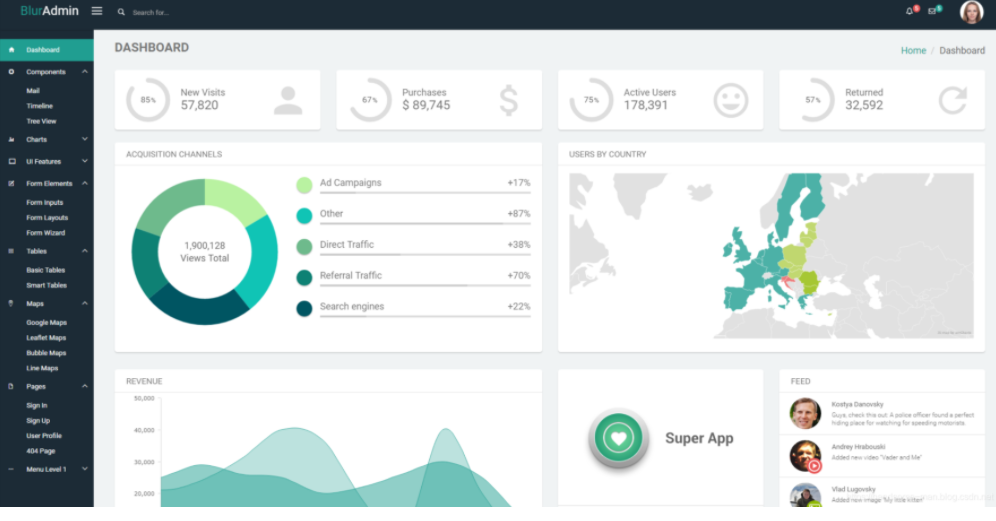 BlurAdmin
Search for...
5
5
Dashboard
Components
Mail
Timeline
Tree View
Charts
UI Features
Form Elements
Form Inputs
Form Layouts
Form Wizard
Tables
Basic Tables
Smart Tables
Maps
Google Maps
Leaflet Maps
Bubble Maps
Line Maps
Pages
Sign In
Sign Up
User Profile
404 Page
Menu Level 1
DASHBOARD
Home / Dashboard
85%
New Visits
57,820
67%
Purchases
$ 89,745
75%
Active Users
178,391
57%
Returned
32,592
ACQUISITION CHANNELS
1,900,128
Views Total
Ad Campaigns +17%
Other +87%
Direct Traffic +38%
Referral Traffic +70%
Search engines +22%
USERS BY COUNTRY
REVENUE
50,000
40,000
30,000
20,000
Super App
FEED
Kostya Danovsky
Guys, check this out: A police officer found a perfect
hiding place for watching for speeding motorists.
Andrey Hrabouski
Added new video "Vader and Me"
Vlad Lugovsky
Added new image "My little kitten"